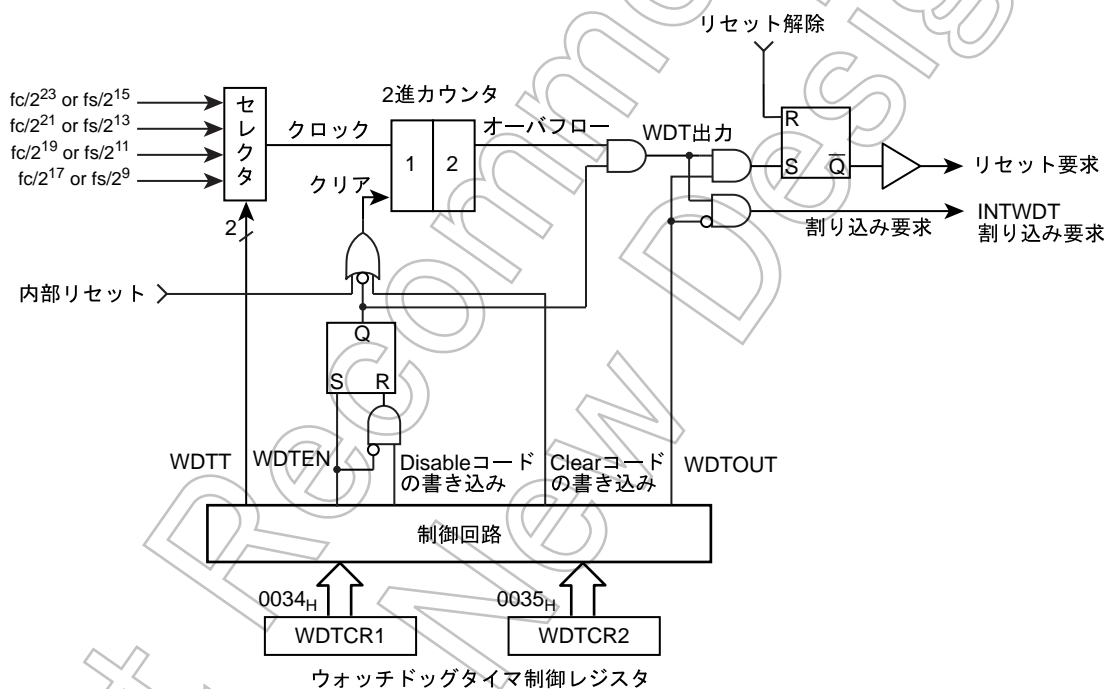 リセット解除
fc/2^23 or fs/2^15
fc/2^21 or fs/2^13
fc/2^19 or fs/2^11
fc/2^17 or fs/2^9
セレクタ
クロック
2進カウンタ
1
2
オーバフロー
クリア
WDT出力
R
S
Q̅
リセット要求
割り込み要求
INTWDT
割り込み要求
2
内部リセット
Q
S
R
WDTT
WDTEN
Disableコード
の書き込み
Clearコード
の書き込み
WDTOUT
制御回路
0034H
0035H
WDTCR1
WDTCR2
ウォッチドッグタイマ制御レジスタ